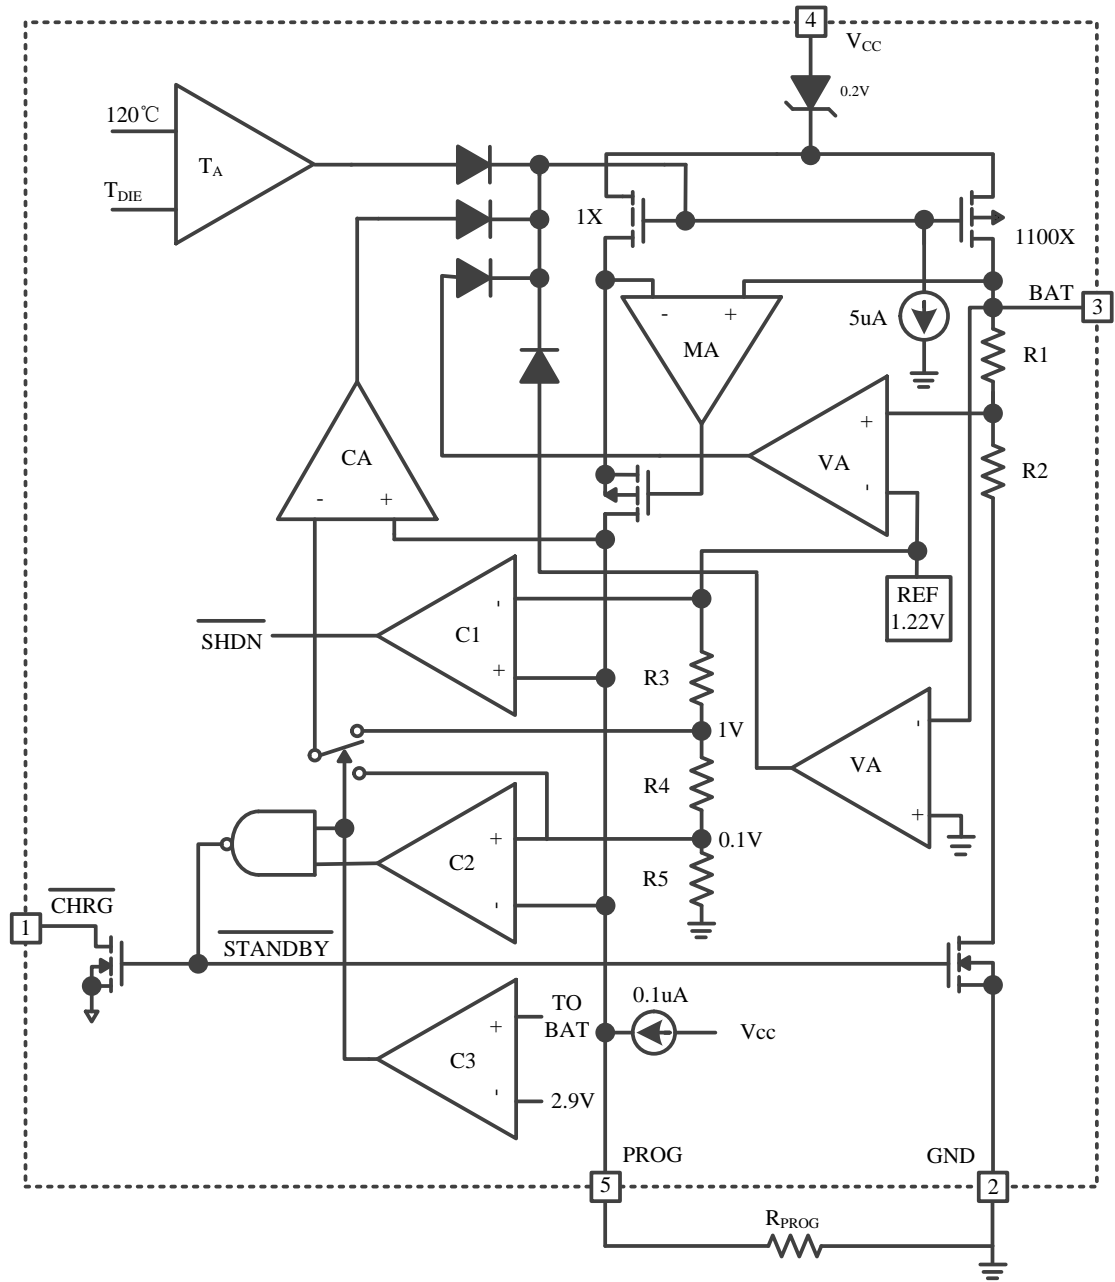 4
VCC
0.2V
120℃
TA
TDIE
1X
1100X
BAT
3
5uA
- +
MA
R1
+
VA
-
R2
CA
- +
REF
1.22V
SHDN
-
C1
+
R3
1V
-
VA
+
R4
+
0.1V
C2
R5
-
CHRG
1
STANDBY
0.1uA
TO
BAT
+
Vcc
C3
-
2.9V
PROG
GND
5
2
RPROG